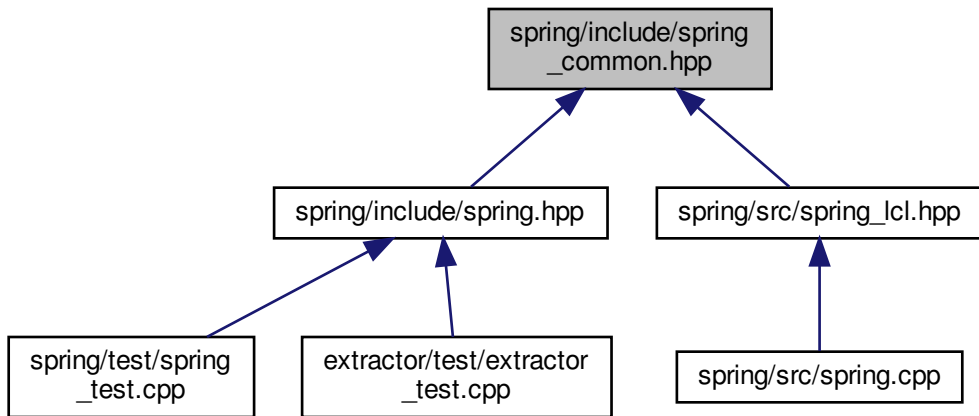 spring/include/spring
_common.hpp
spring/include/spring.hpp
spring/src/spring_lcl.hpp
spring/test/spring
_test.cpp
extractor/test/extractor
_test.cpp
spring/src/spring.cpp